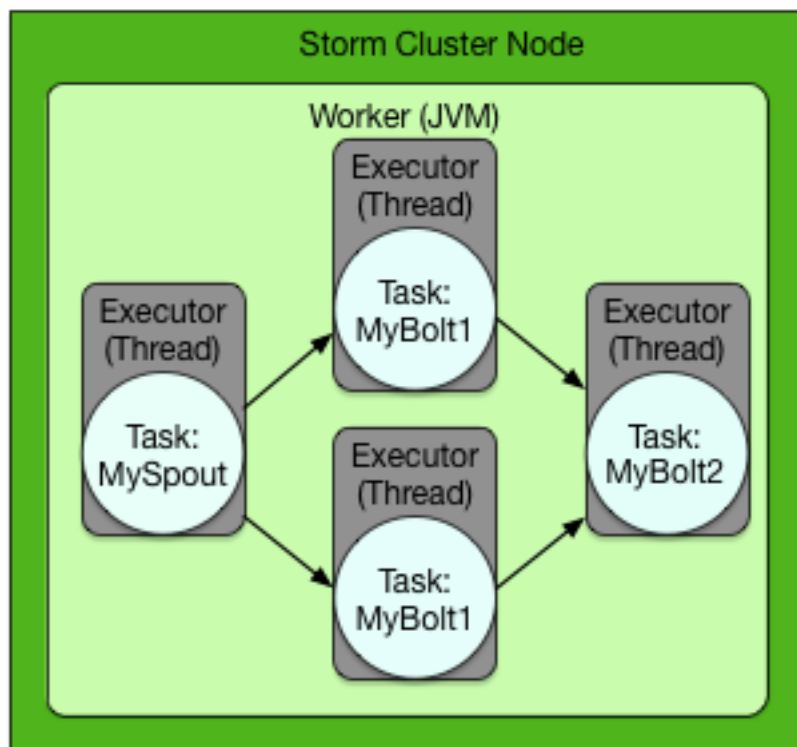 Storm Cluster Node
Worker (JVM)
Executor
(Thread)
Task:
MyBolt1
Executor
(Thread)
Task:
MySpout
Executor
(Thread)
Task:
MyBolt2
Executor
(Thread)
Task:
MyBolt1